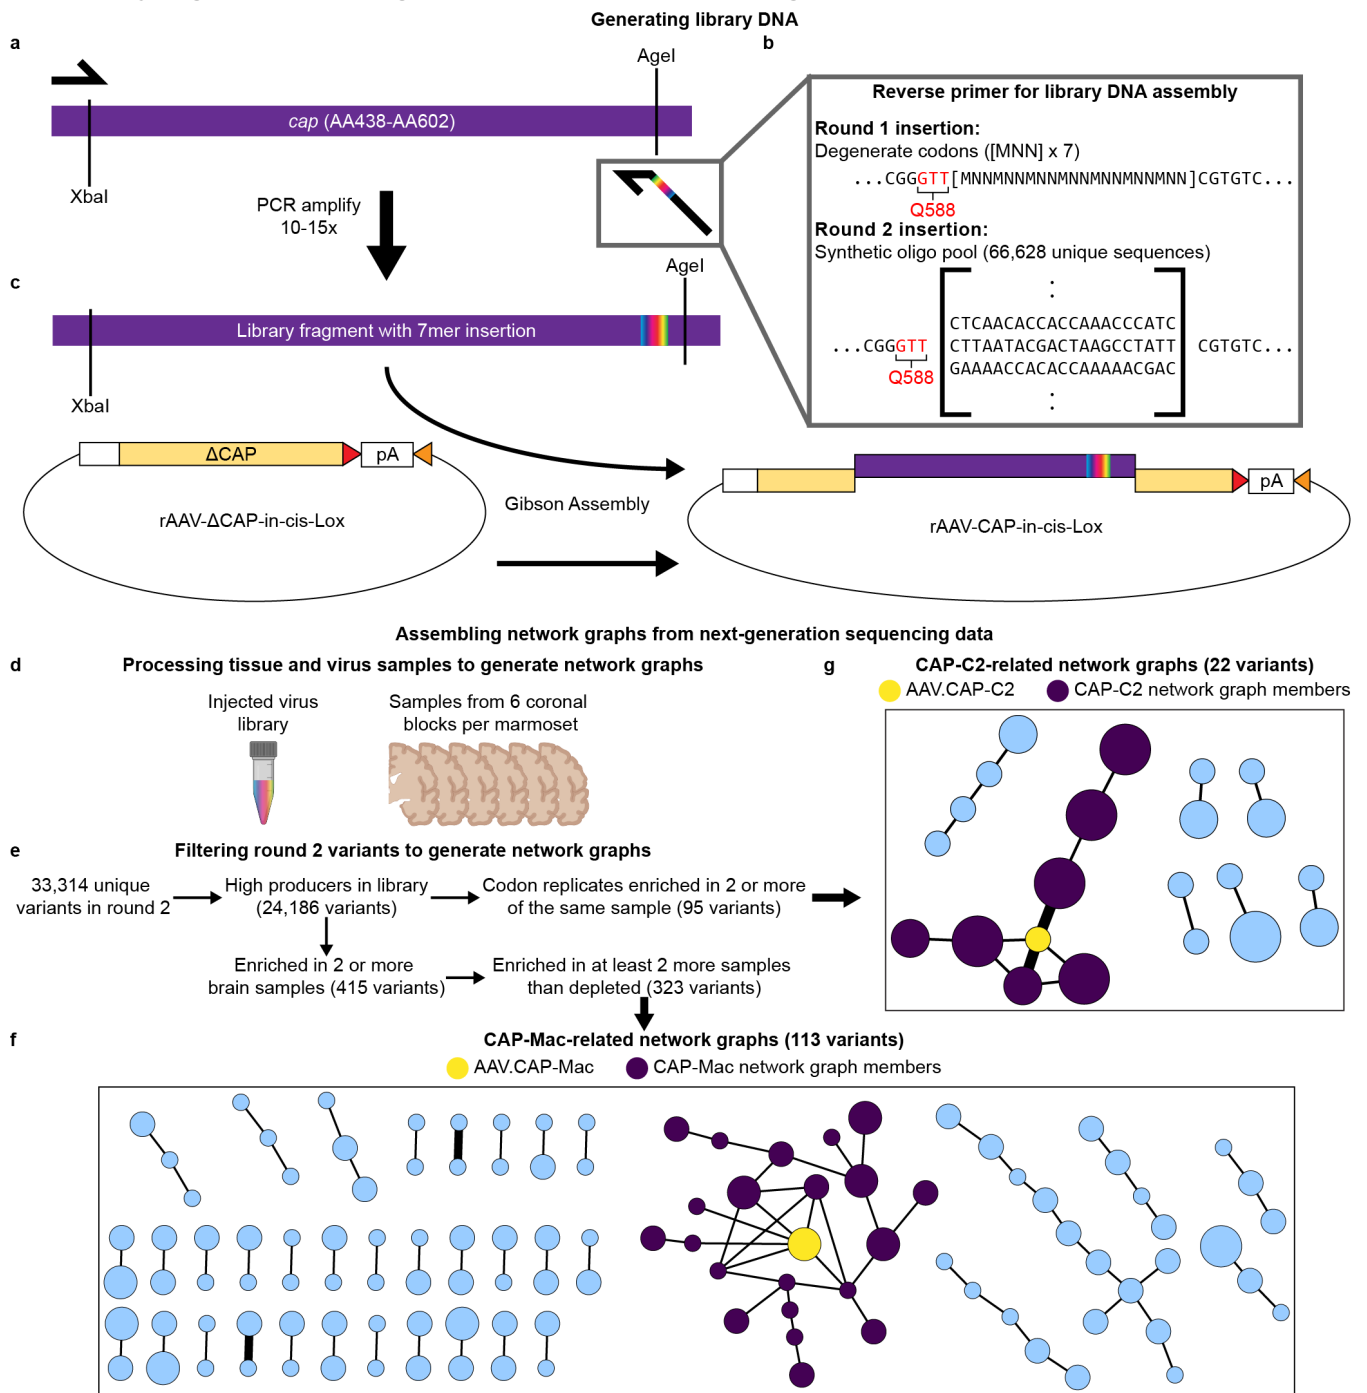 Generating library DNA
a
b
AgeI
cap (AA438-AA602)
XbaI
PCR amplify
10-15x
Reverse primer for library DNA assembly
Round 1 insertion:
Degenerate codons ([MNN] x 7)
...CGGGTT[MNNMNNMNNMNNMNNMNNMNN]CGTGTC...
Q588
Round 2 insertion:
Synthetic oligo pool (66,628 unique sequences)
CTCAACACCACCAAACCCATC
...CGGGTT CTTAATACGACTAAGCCTATT CGTGTC...
GAAAACCACACCAAAAACGAC
Q588
c
AgeI
Library fragment with 7mer insertion
XbaI
ΔCAP
pA
rAAV-ΔCAP-in-cis-Lox
Gibson Assembly
pA
rAAV-CAP-in-cis-Lox
Assembling network graphs from next-generation sequencing data
d
Processing tissue and virus samples to generate network graphs
Injected virus
library
Samples from 6 coronal
blocks per marmoset
e
Filtering round 2 variants to generate network graphs
33,314 unique
variants in round 2
High producers in library
(24,186 variants)
Codon replicates enriched in 2 or more
of the same sample (95 variants)
Enriched in 2 or more
brain samples (415 variants)
Enriched in at least 2 more samples
than depleted (323 variants)
g
CAP-C2-related network graphs (22 variants)
AAV.CAP-C2
CAP-C2 network graph members
f
CAP-Mac-related network graphs (113 variants)
AAV.CAP-Mac
CAP-Mac network graph members